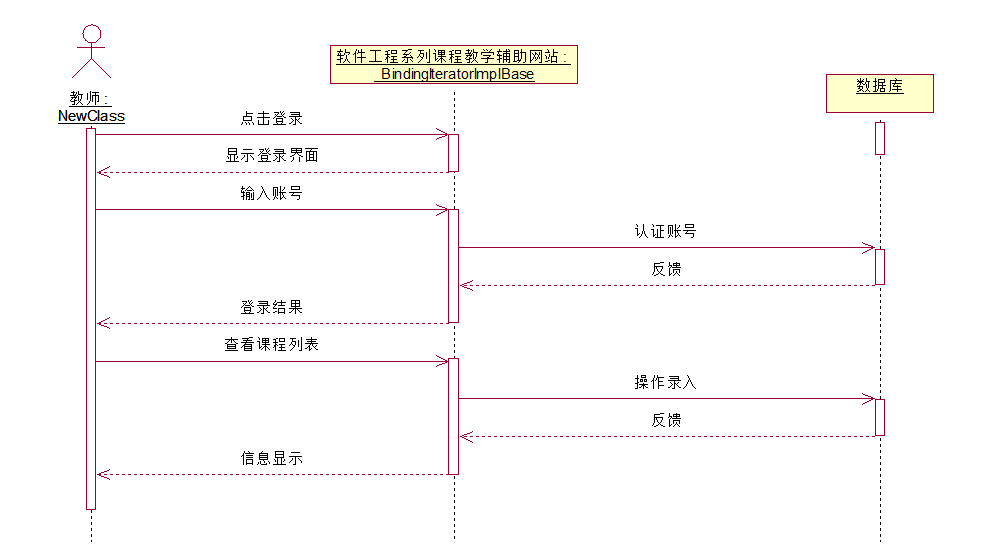 软件工程系列课程教学辅助网站 :
BindingIteratorImplBase
数据库
教师 :
NewClass
点击登录
显示登录界面
输入账号
认证账号
反馈
登录结果
查看课程列表
操作录入
反馈
信息显示